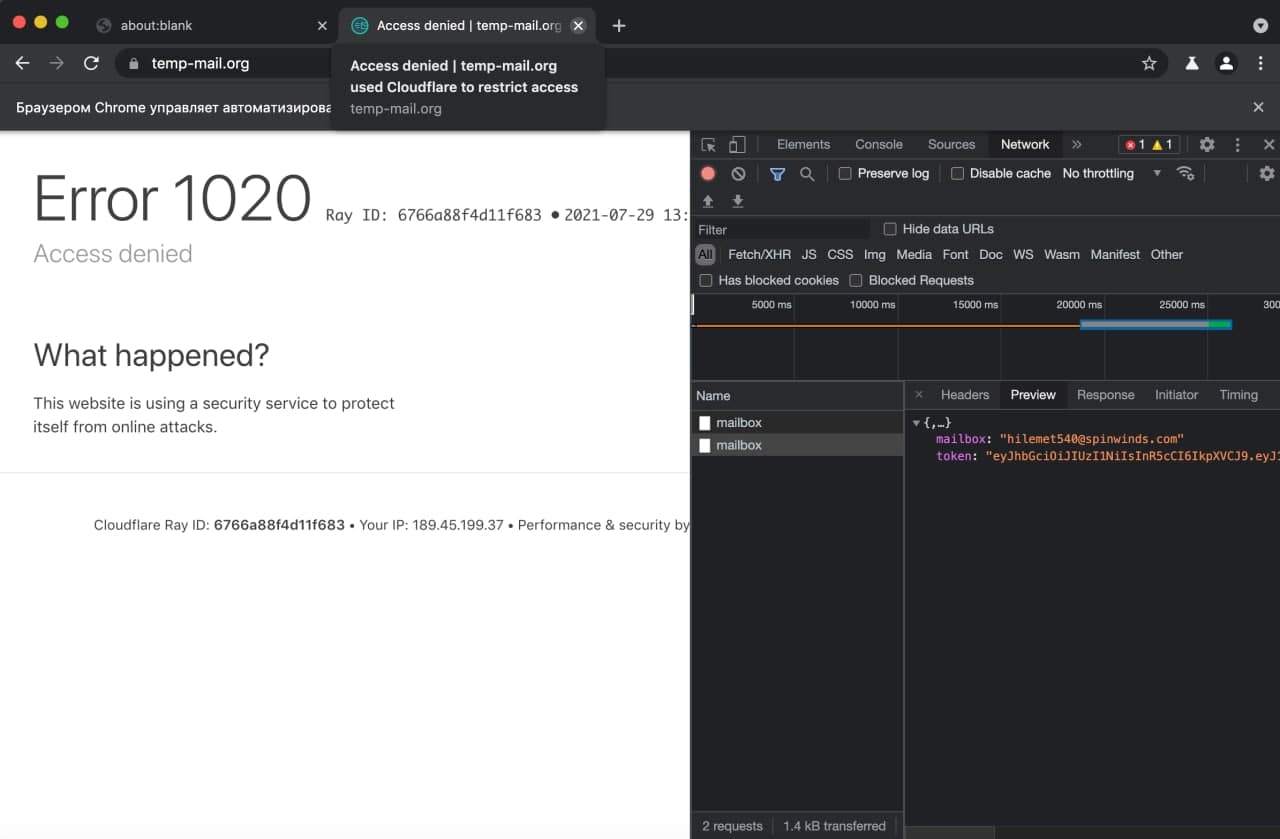 about:blank
Access denied | temp-mail.org
temp-mail.org
Access denied | temp-mail.org
used Cloudflare to restrict access
temp-mail.org
Браузером Chrome управляет автоматизирова
Error 1020 Ray ID: 6766a88f4d11f683 • 2021-07-29 13:
Access denied
What happened?
This website is using a security service to protect
itself from online attacks.
Cloudflare Ray ID: 6766a88f4d11f683 • Your IP: 189.45.199.37 • Performance & security by
Elements Console Sources Network » 1 1
Preserve log Disable cache No throttling
Filter Hide data URLs
All Fetch/XHR JS CSS Img Media Font Doc WS Wasm Manifest Other
Has blocked cookies Blocked Requests
5000 ms 10000 ms 15000 ms 20000 ms 25000 ms 300
Name
mailbox
mailbox
Headers Preview Response Initiator Timing
{,…}
mailbox: "hilemet540@spinwinds.com"
token: "eyJhbGciOiJIUzI1NiIsInR5cCI6IkpXVCJ9.eyJ1
2 requests 1.4 kB transferred